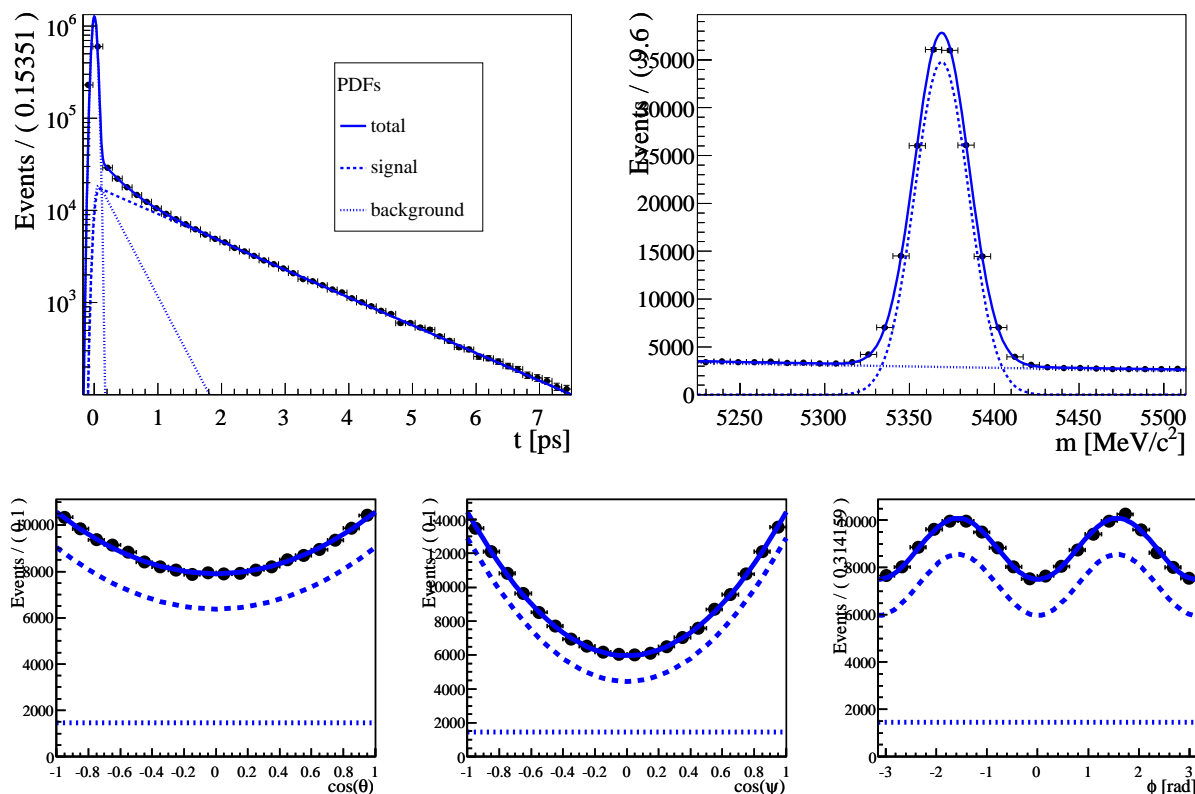 Events / ( 0.15351 )
10^6
10^5
10^4
10^3
PDFs
total
signal
background
0 1 2 3 4 5 6 7
t [ps]
Events / ( 9.6 )
35000
30000
25000
20000
15000
10000
5000
0
5250 5300 5350 5400 5450 5500
m [MeV/c^2]
Events / ( 0.1 )
10000
8000
6000
4000
2000
0
-1 -0.8 -0.6 -0.4 -0.2 0 0.2 0.4 0.6 0.8 1
cos(θ)
Events / ( 0.1 )
14000
12000
10000
8000
6000
4000
2000
0
-1 -0.8 -0.6 -0.4 -0.2 0 0.2 0.4 0.6 0.8 1
cos(ψ)
Events / ( 0.314159 )
10000
8000
6000
4000
2000
0
-3 -2 -1 0 1 2 3
ϕ [rad]